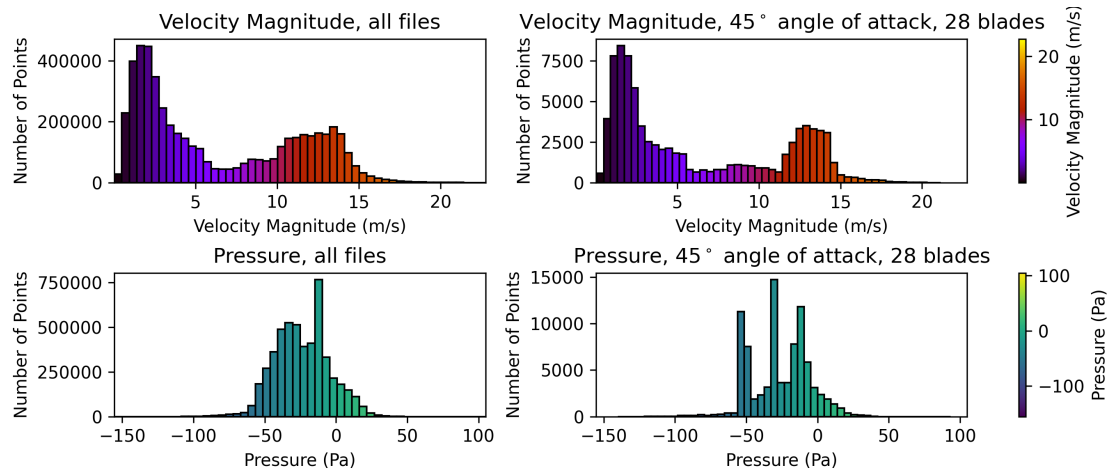 Velocity Magnitude, all files
Number of Points
400000
200000
0
5
10
15
20
Velocity Magnitude (m/s)
Velocity Magnitude, 45° angle of attack, 28 blades
Number of Points
7500
5000
2500
0
5
10
15
20
Velocity Magnitude (m/s)
20
10
Velocity Magnitude (m/s)
Pressure, all files
Number of Points
750000
500000
250000
0
−150
−100
−50
0
50
100
Pressure (Pa)
Pressure, 45° angle of attack, 28 blades
Number of Points
15000
10000
5000
0
−150
−100
−50
0
50
100
Pressure (Pa)
100
0
−100
Pressure (Pa)